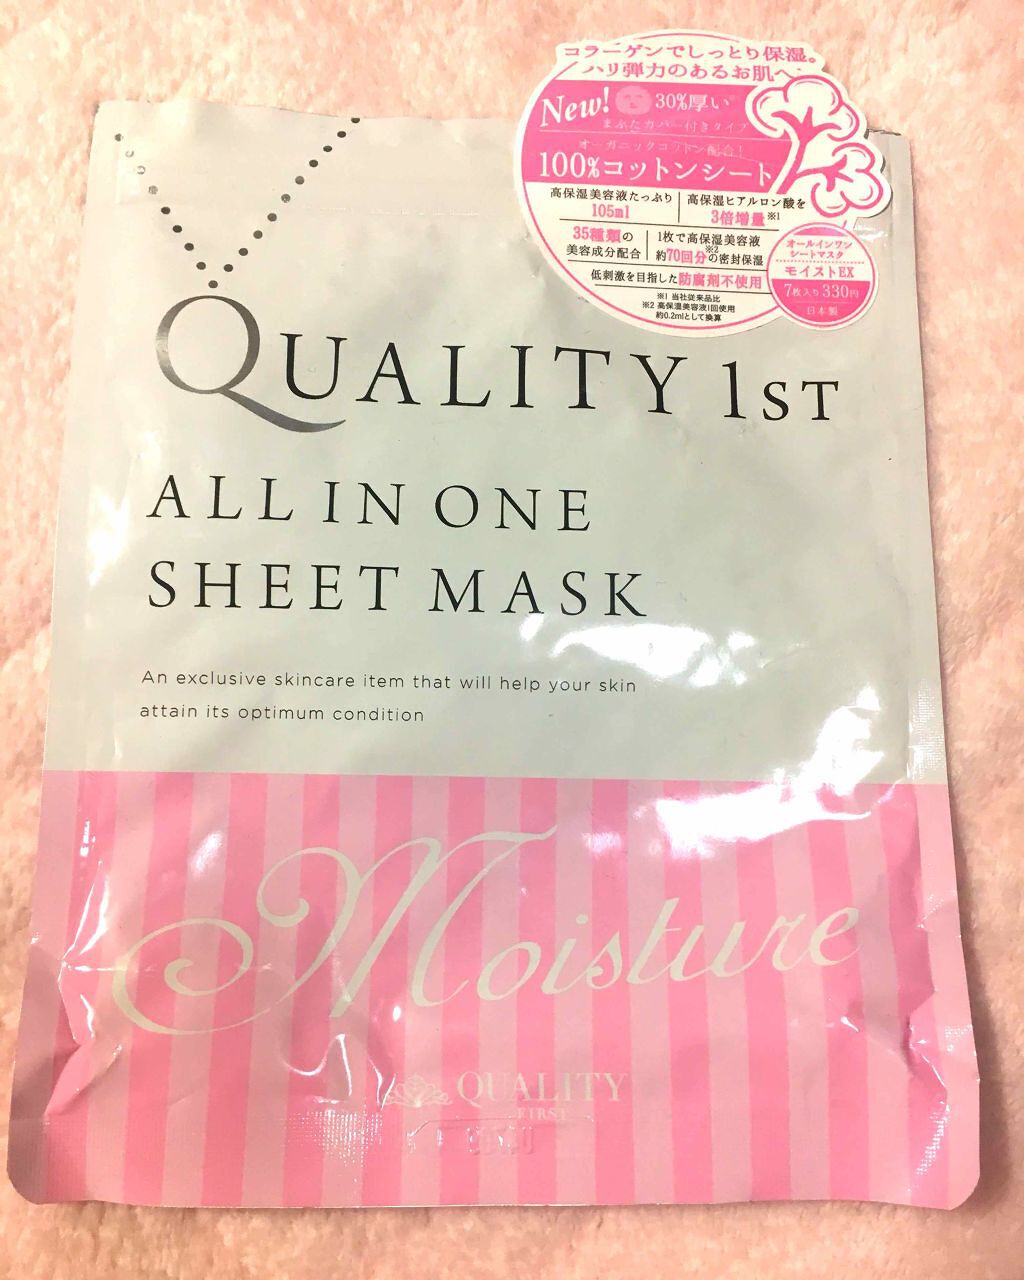 コラーゲンでしっとり保湿。
ハリ弾力のあるお肌へ
New! 30%厚い
まぶたカバー付きタイプ
オーガニックコットン配合!
100%コットンシート
高保湿美容液たっぷり
105ml
高保湿ヒアルロン酸を
3倍増量※1
35種類の
美容成分配合
1枚で高保湿美容液
約70回分※2の密封保湿
低刺激を目指した防腐剤不使用
※1 当社従来品比
※2 高保湿美容液1回使用
約0.2mlとして換算
オールインワン
シートマスク
モイストEX
7枚入り330円
日本製
QUALITY 1ST
ALL IN ONE
SHEET MASK
An exclusive skincare item that will help your skin
attain its optimum condition
Moisture
QUALITY
FIRST